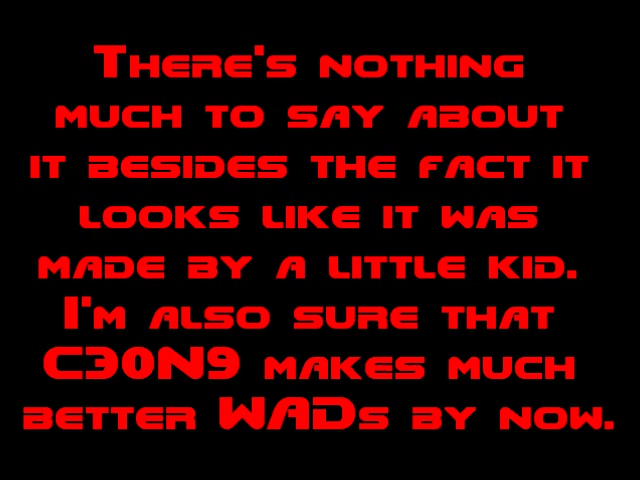 There's nothing
much to say about
it besides the fact it
looks like it was
made by a little kid.
I'm also sure that
C30N9 makes much
better WADs by now.